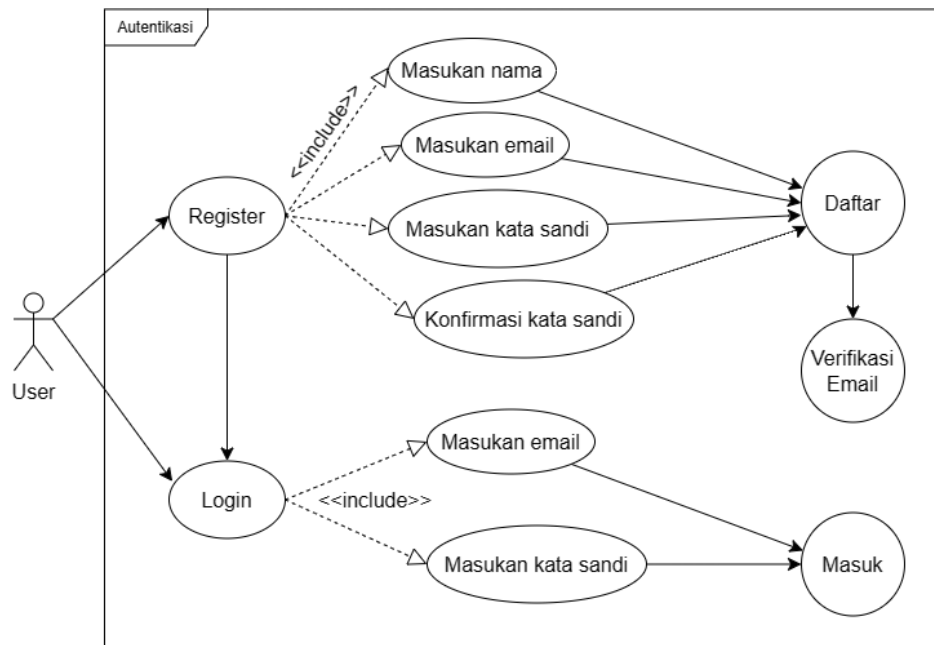 Autentikasi
Masukan nama
<<include>>
Masukan email
Register
Masukan kata sandi
Daftar
Konfirmasi kata sandi
User
Verifikasi
Email
Masukan email
Login
<<include>>
Masukan kata sandi
Masuk